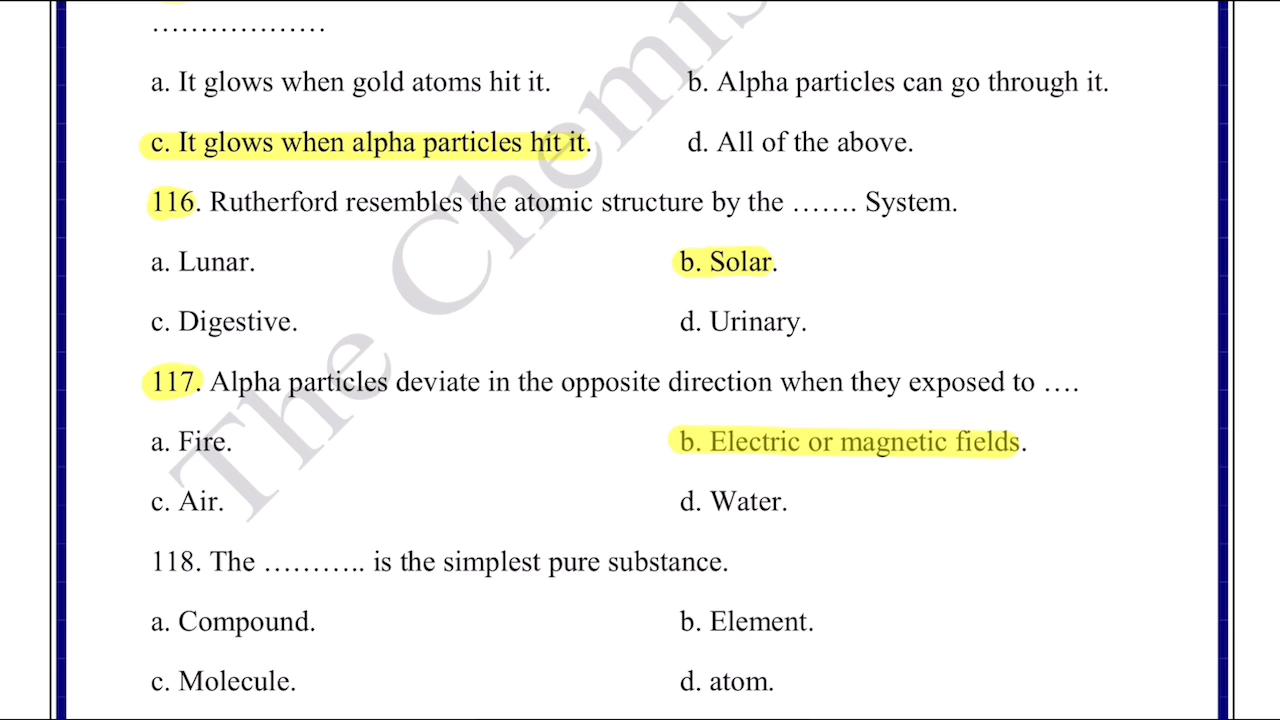 ………………
a. It glows when gold atoms hit it. b. Alpha particles can go through it.
c. It glows when alpha particles hit it. d. All of the above.
116. Rutherford resembles the atomic structure by the ……. System.
a. Lunar. b. Solar.
c. Digestive. d. Urinary.
117. Alpha particles deviate in the opposite direction when they exposed to ….
a. Fire. b. Electric or magnetic fields.
c. Air. d. Water.
118. The ……….. is the simplest pure substance.
a. Compound. b. Element.
c. Molecule. d. atom.
The Chemis